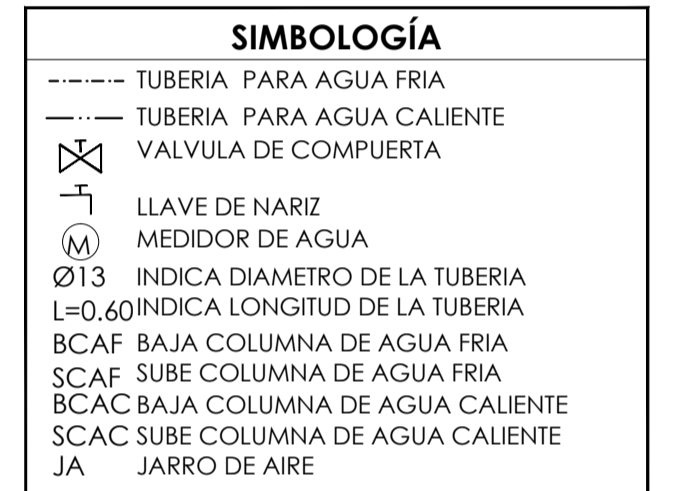 SIMBOLOGÍA
TUBERIA PARA AGUA FRIA
TUBERIA PARA AGUA CALIENTE
T VALVULA DE COMPUERTA
T LLAVE DE NARIZ
M MEDIDOR DE AGUA
Ø13 INDICA DIAMETRO DE LA TUBERIA
L=0.60 INDICA LONGITUD DE LA TUBERIA
BCAF BAJA COLUMNA DE AGUA FRIA
SCAF SUBE COLUMNA DE AGUA FRIA
BCAC BAJA COLUMNA DE AGUA CALIENTE
SCAC SUBE COLUMNA DE AGUA CALIENTE
JA JARRO DE AIRE